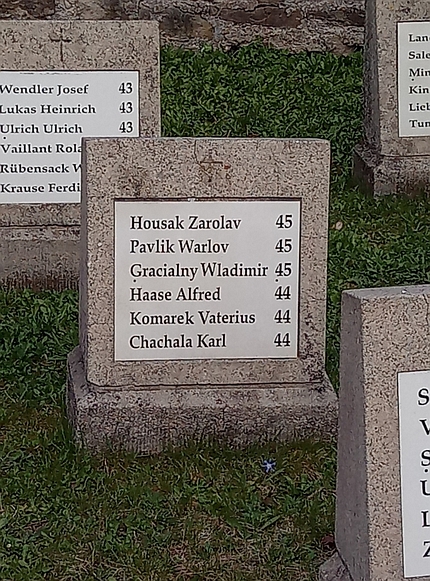 Wendler Josef 43
Lukas Heinrich 43
Ulrich Ulrich 43
Vaillant
Rübensack
Krause
Housak Zarolav 45
Pavlik Warlov 45
Gracialny Wladimir 45
Haase Alfred 44
Komarek Vaterius 44
Chachala Karl 44